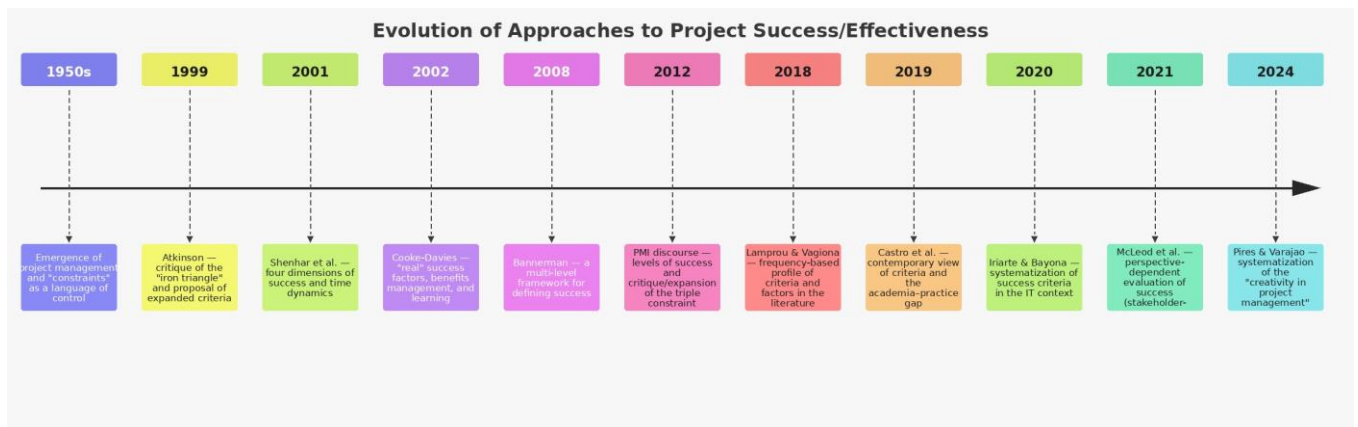 Evolution of Approaches to Project Success/Effectiveness
1950s
1999
2001
2002
2008
2012
2018
2019
2020
2021
2024
Emergence of
project management
and "constraints"
as a language of
control
Atkinson —
critique of the
"iron triangle"
and proposal of
expanded criteria
Shenhar et al. —
four dimensions of
success and time
dynamics
Cooke-Davies —
"real" success
factors, benefits
management, and
learning
Bannerman — a
multi-level
framework for
defining success
PMI discourse —
levels of success
and
critique/expansion
of the triple
constraint
Lamprou & Vagiona
— frequency-based
profile of
criteria and
factors in the
literature
Castro et al. —
contemporary view
of criteria and
the
academia–practice
gap
Iriarte & Bayona —
systematization of
success criteria
in the IT context
McLeod et al. —
perspective-
dependent
evaluation of
success
(stakeholder-
Pires & Varajao —
systematization
of the
"creativity in
project
management"